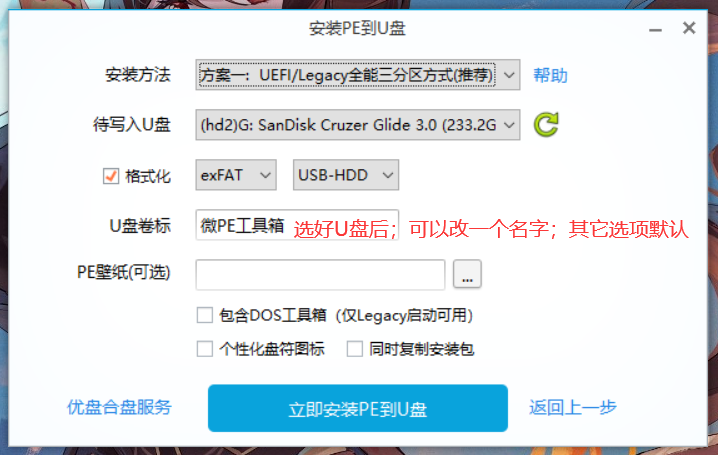 安装PE到U盘
安装方法 方案一：UEFI/Legacy全能三分区方式(推荐) 帮助
待写入U盘 (hd2)G: SanDisk Cruzer Glide 3.0 (233.2G
格式化 exFAT USB-HDD
U盘卷标 微PE工具箱 选好U盘后；可以改一个名字；其它选项默认
PE壁纸(可选) ...
包含DOS工具箱（仅Legacy启动可用）
个性化盘符图标 同时复制安装包
优盘合盘服务 立即安装PE到U盘 返回上一步